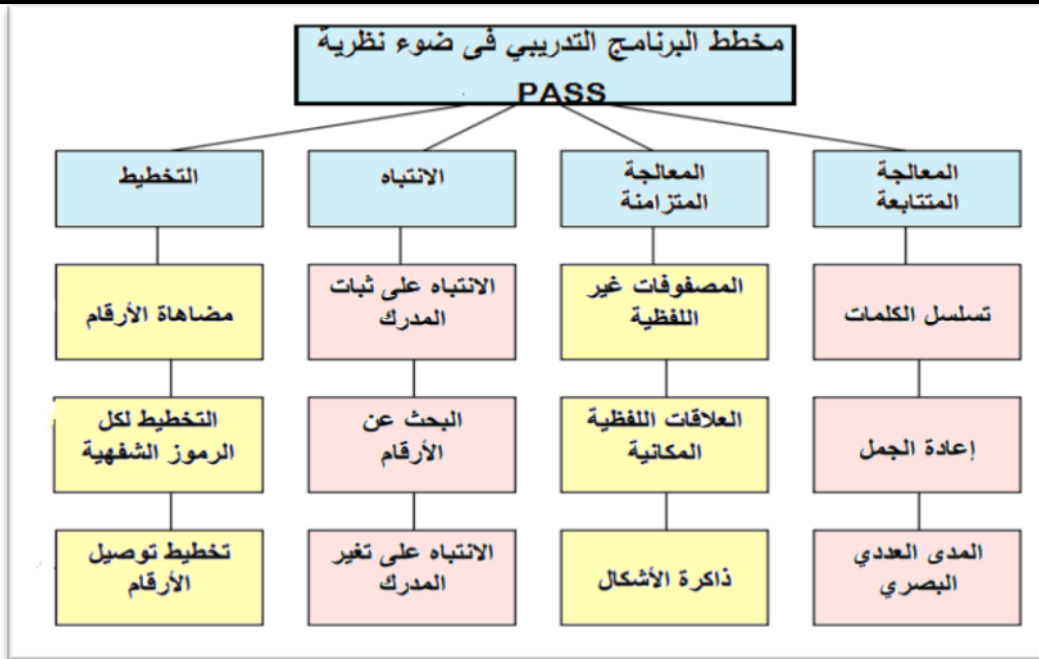 مخطط البرنامج التدريبي فى ضوء نظرية
PASS
المعالجة
المتتابعة
المعالجة
المتزامنة
الانتباه
التخطيط
تسلسل الكلمات
المصفوفات غير
اللفظية
الانتباه على ثبات
المدرك
مضاهاة الأرقام
إعادة الجمل
العلاقات اللفظية
المكانية
البحث عن
الأرقام
التخطيط لكل
الرموز الشفهية
المدى العددي
البصري
ذاكرة الأشكال
الانتباه على تغير
المدرك
تخطيط توصيل
الأرقام